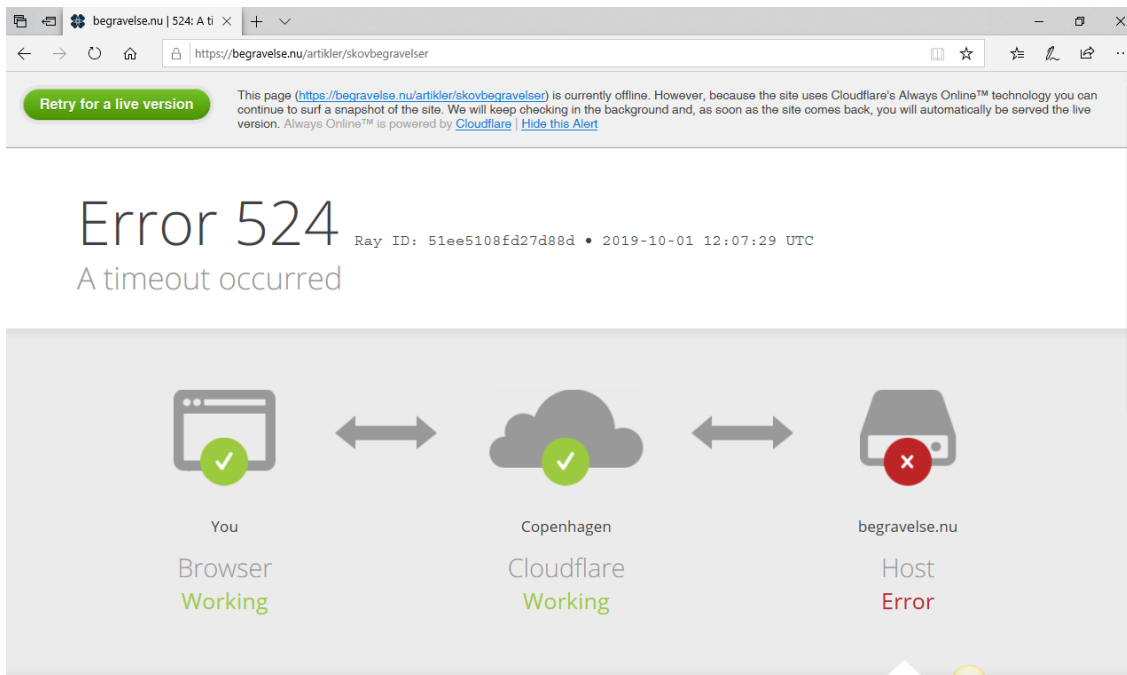 begravelse.nu | 524: A ti
https://begravelse.nu/artikler/skovbegravelser
Retry for a live version
This page (https://begravelse.nu/artikler/skovbegravelser) is currently offline. However, because the site uses Cloudflare's Always Online™ technology you can
continue to surf a snapshot of the site. We will keep checking in the background and, as soon as the site comes back, you will automatically be served the live
version. Always Online™ is powered by Cloudflare | Hide this Alert
Error 524 Ray ID: 51ee5108fd27d88d • 2019-10-01 12:07:29 UTC
A timeout occurred
You
Browser
Working
Copenhagen
Cloudflare
Working
begravelse.nu
Host
Error